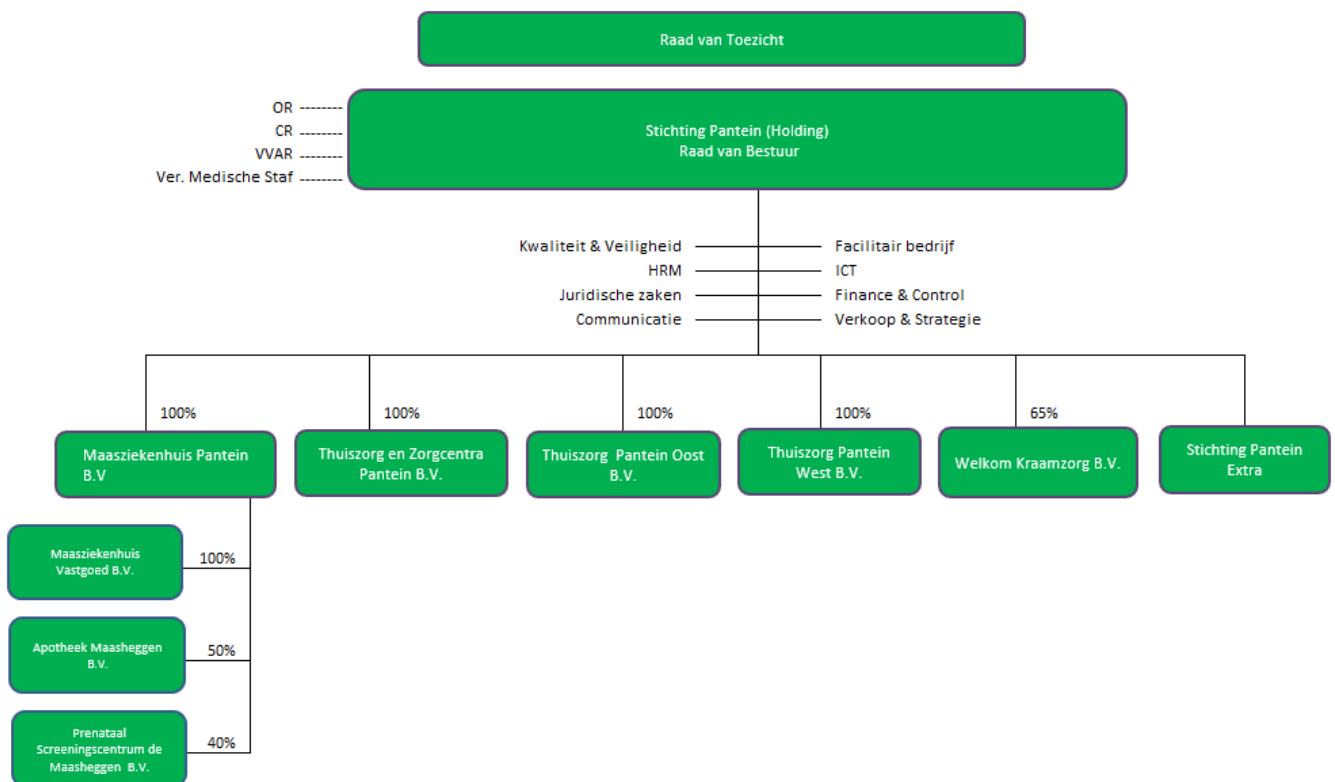 Raad van Toezicht
OR --------
CR --------
VVAR --------
Ver. Medische Staf --------
Stichting Pantein (Holding)
Raad van Bestuur
Kwaliteit & Veiligheid
Facilitair bedrijf
HRM
ICT
Juridische zaken
Finance & Control
Communicatie
Verkoop & Strategie
100%
100%
100%
100%
65%
Maasziekenhuis Pantein
B.V
Thuiszorg en Zorgcentra
Pantein B.V.
Thuiszorg Pantein Oost
B.V.
Thuiszorg Pantein
West B.V.
Welkom Kraamzorg B.V.
Stichting Pantein
Extra
Maasziekenhuis
Vastgoed B.V.
100%
Apotheek Maasheggen
B.V.
50%
Prenataal
Screeningscentrum de
Maasheggen B.V.
40%